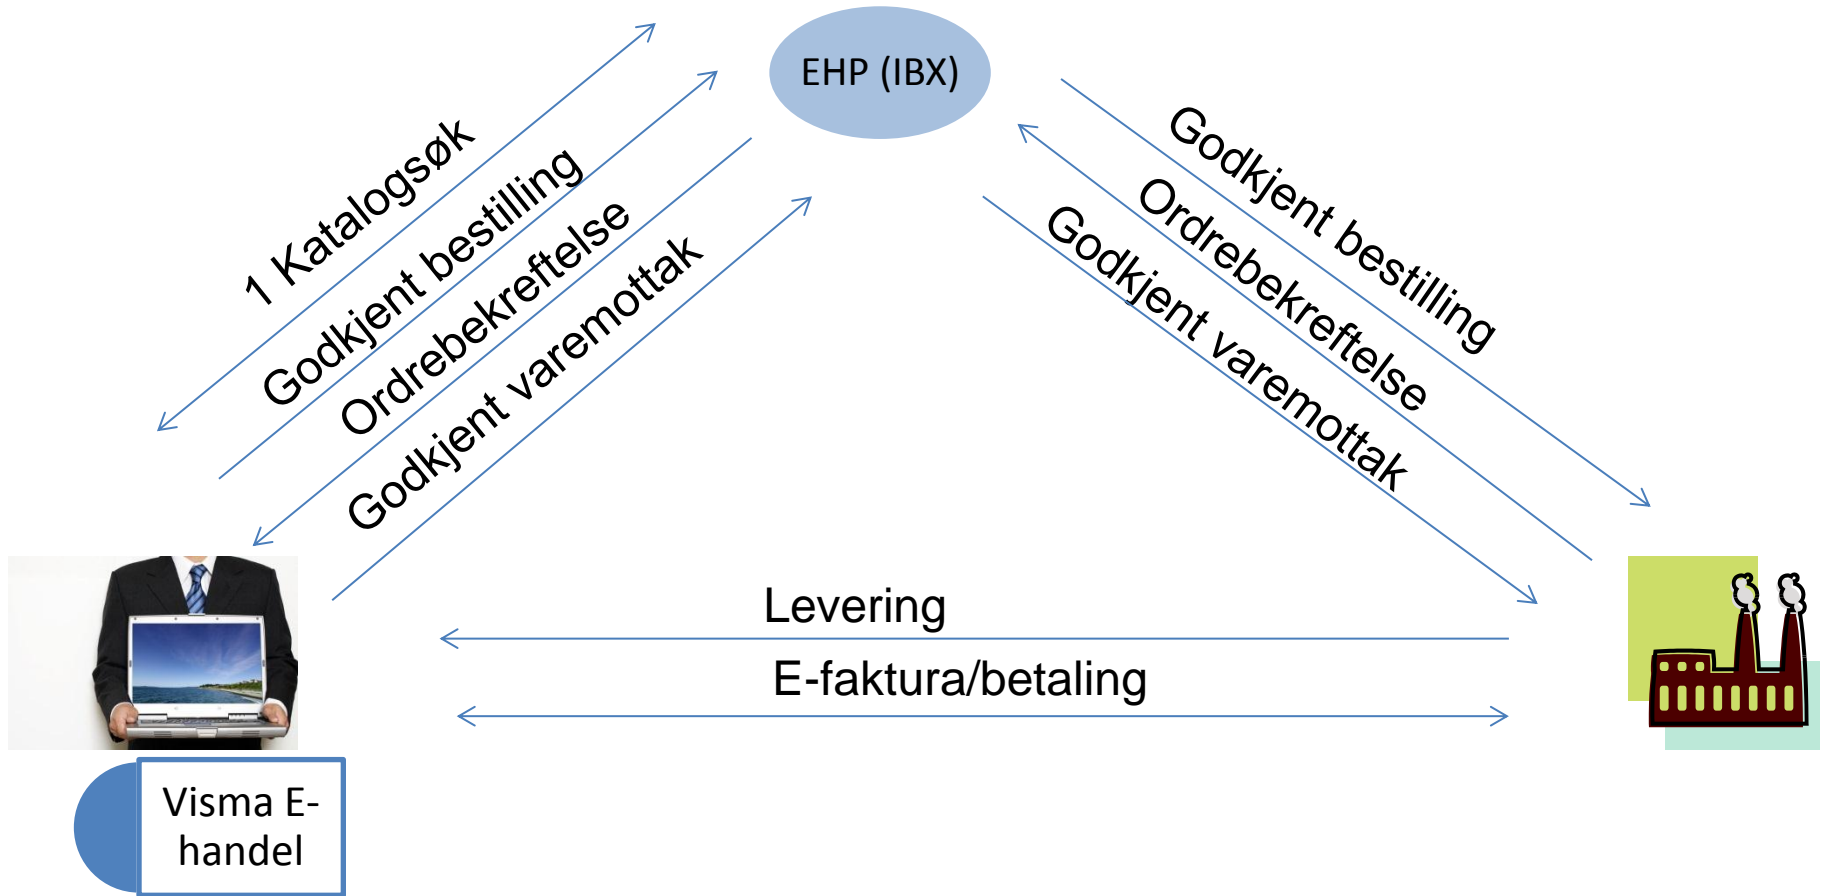 EHP (IBX)
1 Katalogsøk
Godkjent bestilling
Ordrebekreftelse
Godkjent varemottak
Godkjent bestilling
Ordrebekreftelse
Godkjent varemottak
Levering
E-faktura/betaling
Visma E-
handel